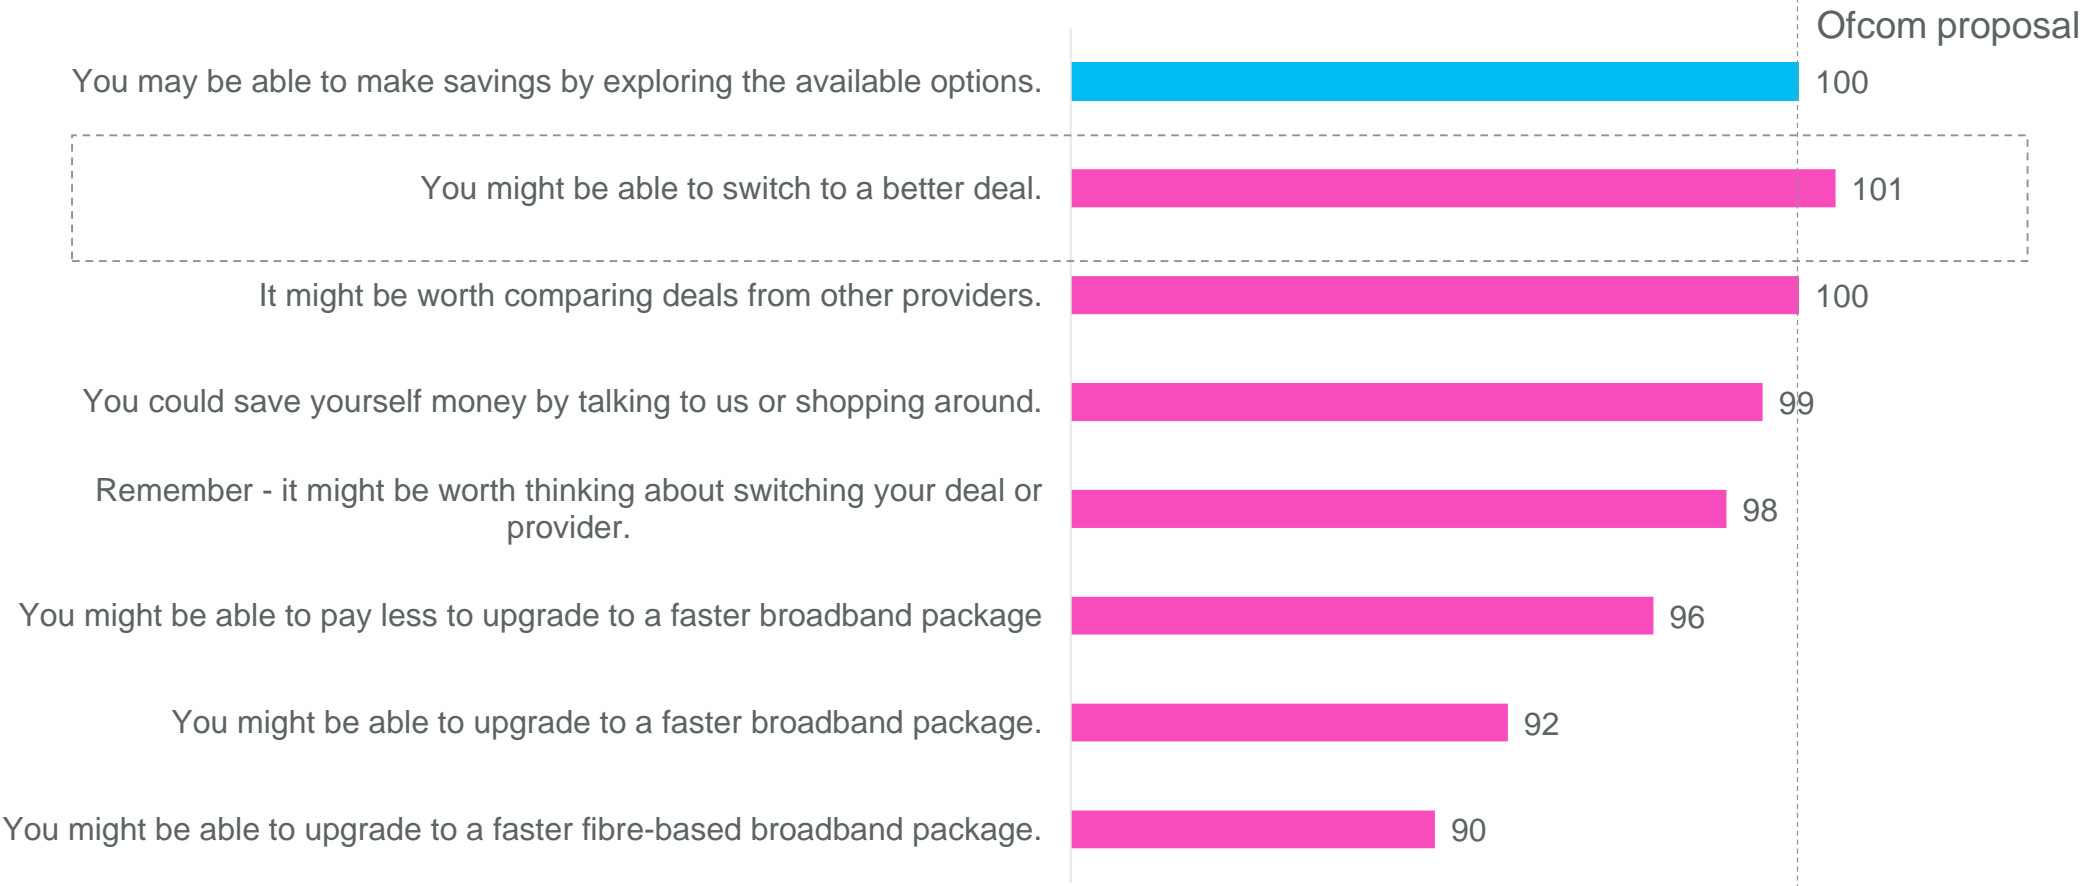 Ofcom proposal
You may be able to make savings by exploring the available options.
100
You might be able to switch to a better deal.
101
It might be worth comparing deals from other providers.
100
You could save yourself money by talking to us or shopping around.
99
Remember - it might be worth thinking about switching your deal or
provider.
98
You might be able to pay less to upgrade to a faster broadband package
96
You might be able to upgrade to a faster broadband package.
92
You might be able to upgrade to a faster fibre-based broadband package.
90